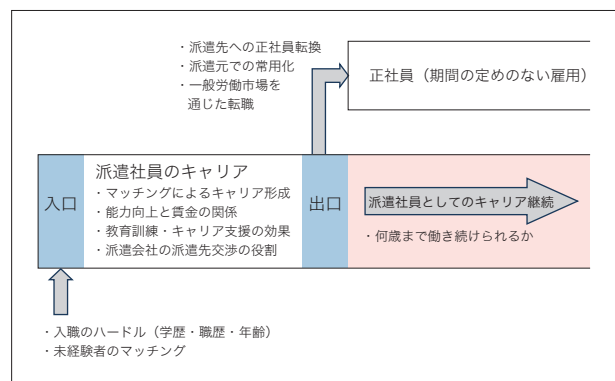 ・派遣先への正社員転換
・派遣元での常用化
・一般労働市場を
通じた転職
正社員（期間の定めのない雇用）
入口
派遣社員のキャリア
・マッチングによるキャリア形成
・能力向上と賃金の関係
・教育訓練・キャリア支援の効果
・派遣会社の派遣先交渉の役割
出口
派遣社員としてのキャリア継続
・何歳まで働き続けられるか
・入職のハードル（学歴・職歴・年齢）
・未経験者のマッチング